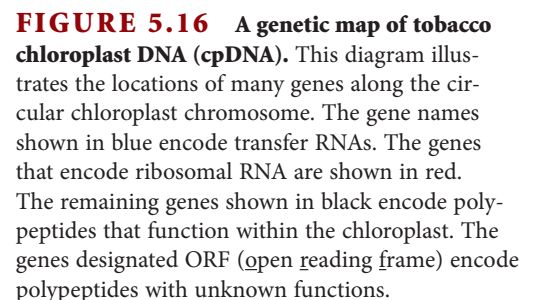 FIGURE 5.16 A genetic map of tobacco
chloroplast DNA (cpDNA). This diagram illus-
trates the locations of many genes along the cir-
cular chloroplast chromosome. The gene names
shown in blue encode transfer RNAs. The genes
that encode ribosomal RNA are shown in red.
The remaining genes shown in black encode poly-
peptides that function within the chloroplast. The
genes designated ORF (open reading frame) encode
polypeptides with unknown functions.